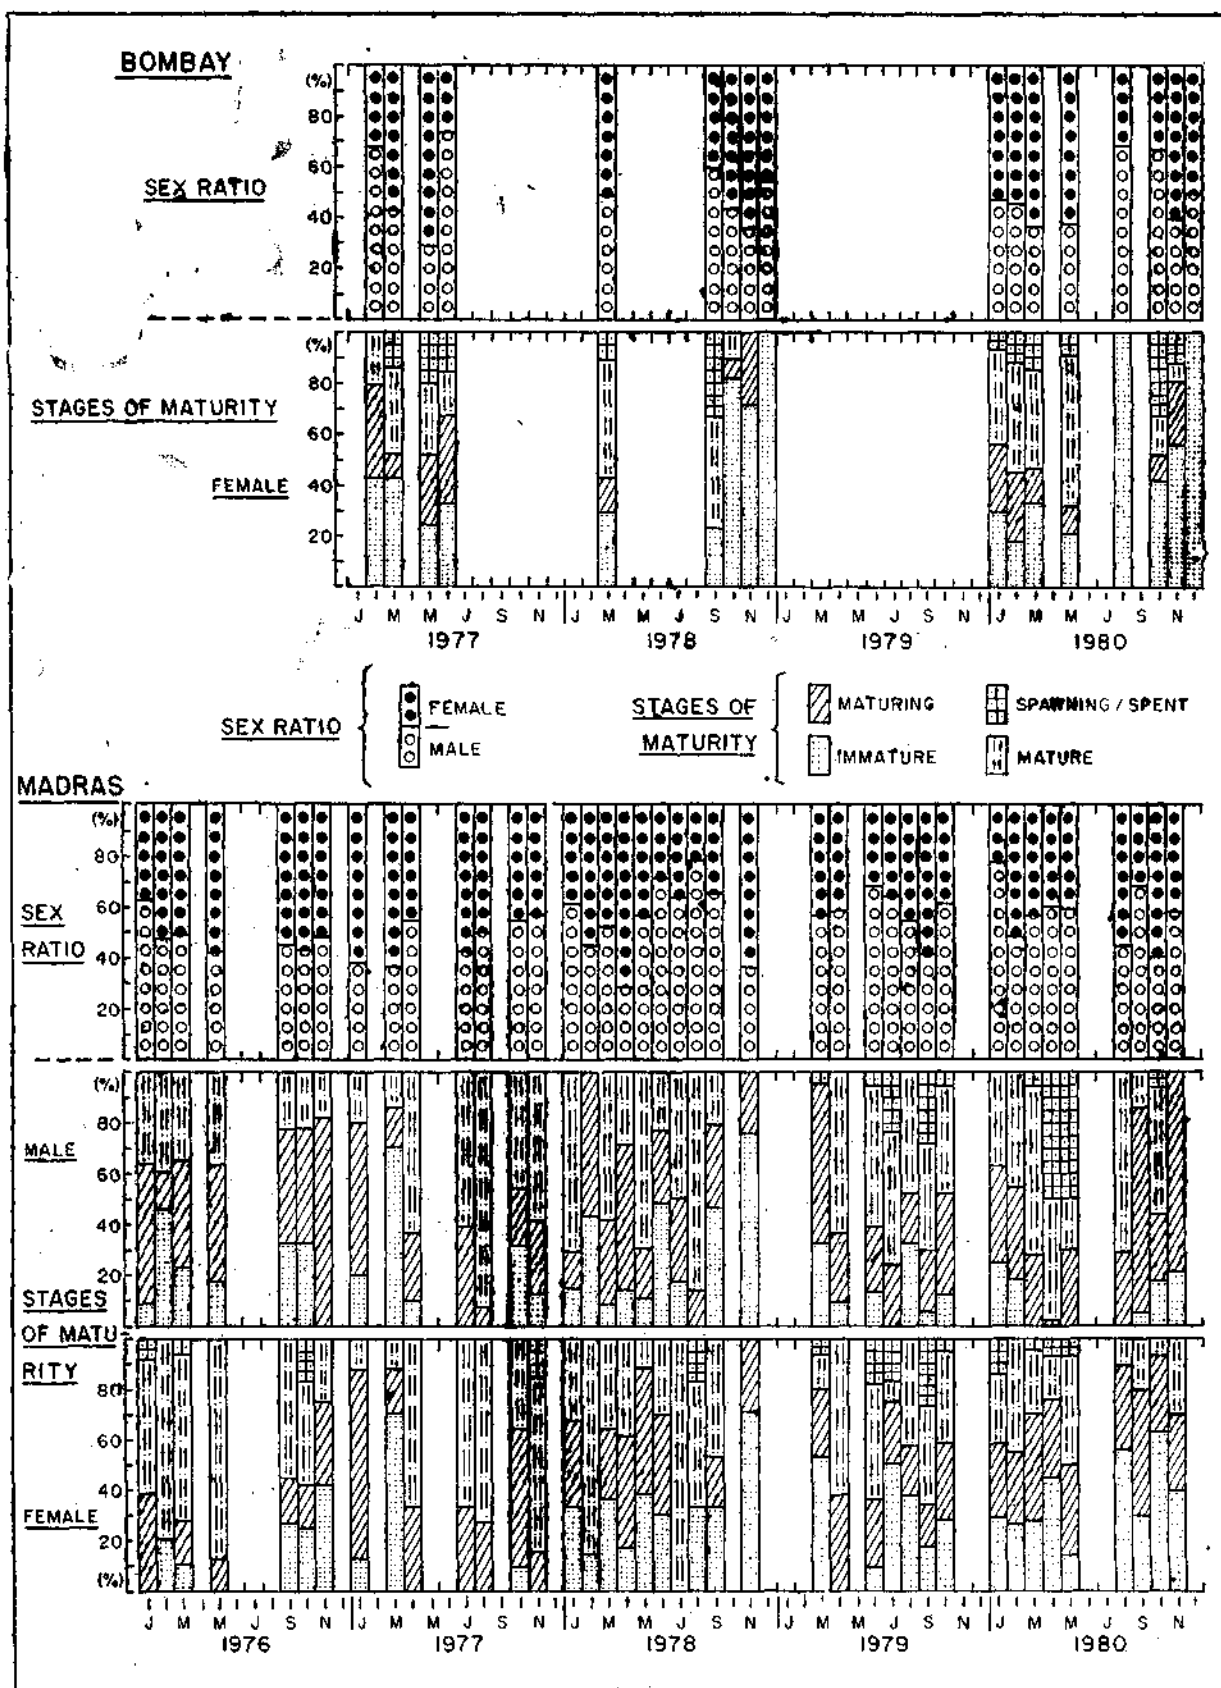 BOMBAY
(%)
80
60
SEX RATIO
40
20
(%)
80
STAGES OF MATURITY
60
FEMALE
40
20
J M M J S N J M M J S N J M M J S N J M M J S N
1977 1978 1979 1980
SEX RATIO
FEMALE
MALE
STAGES OF MATURITY
MATURING
SPAWNING / SPENT
IMMATURE
MATURE
MADRAS
(%)
80
SEX
60
RATIO
40
20
(%)
80
MALE
60
40
20
STAGES
OF MATU-
RITY
80
60
40
FEMALE
20
(%)
J M M J S N J M M J S N J M M J S N J M M J S N J M M J S N
1976 1977 1978 1979 1980